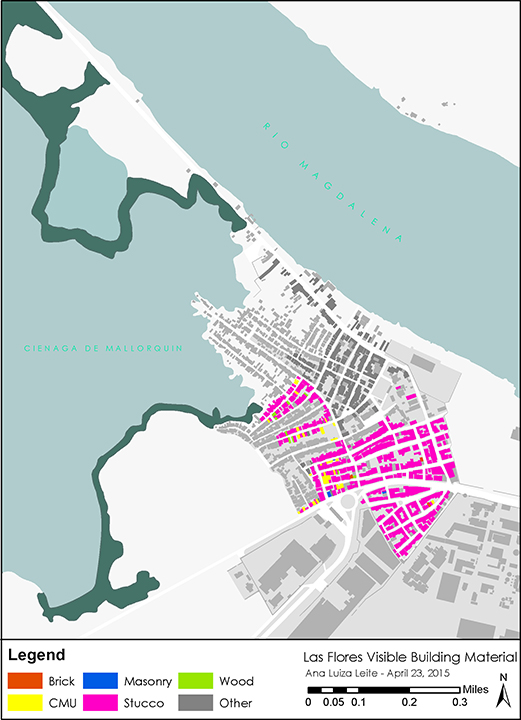 RIO MAGDALENA
CIENAGA DE MALLORQUIN
Legend
Brick
Masonry
Wood
CMU
Stucco
Other
Las Flores Visible Building Material
Ana Luiza Leite - April 23, 2015
N
Miles
0 0.05 0.1 0.2 0.3